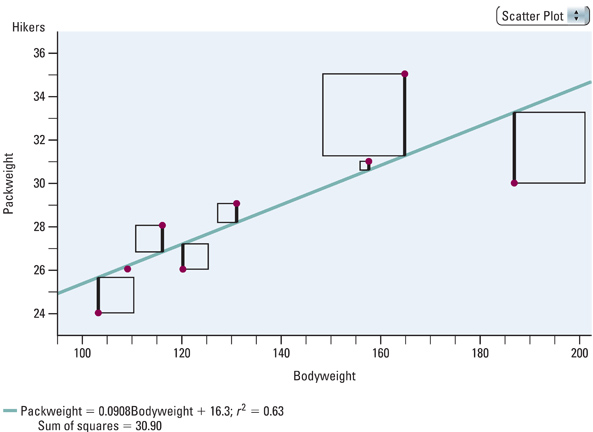 Scatter Plot
Hikers
36
34
32
30
28
26
24
Packweight
100 120 140 160 180 200
Bodyweight
Packweight = 0.0908Bodyweight + 16.3; r² = 0.63
Sum of squares = 30.90